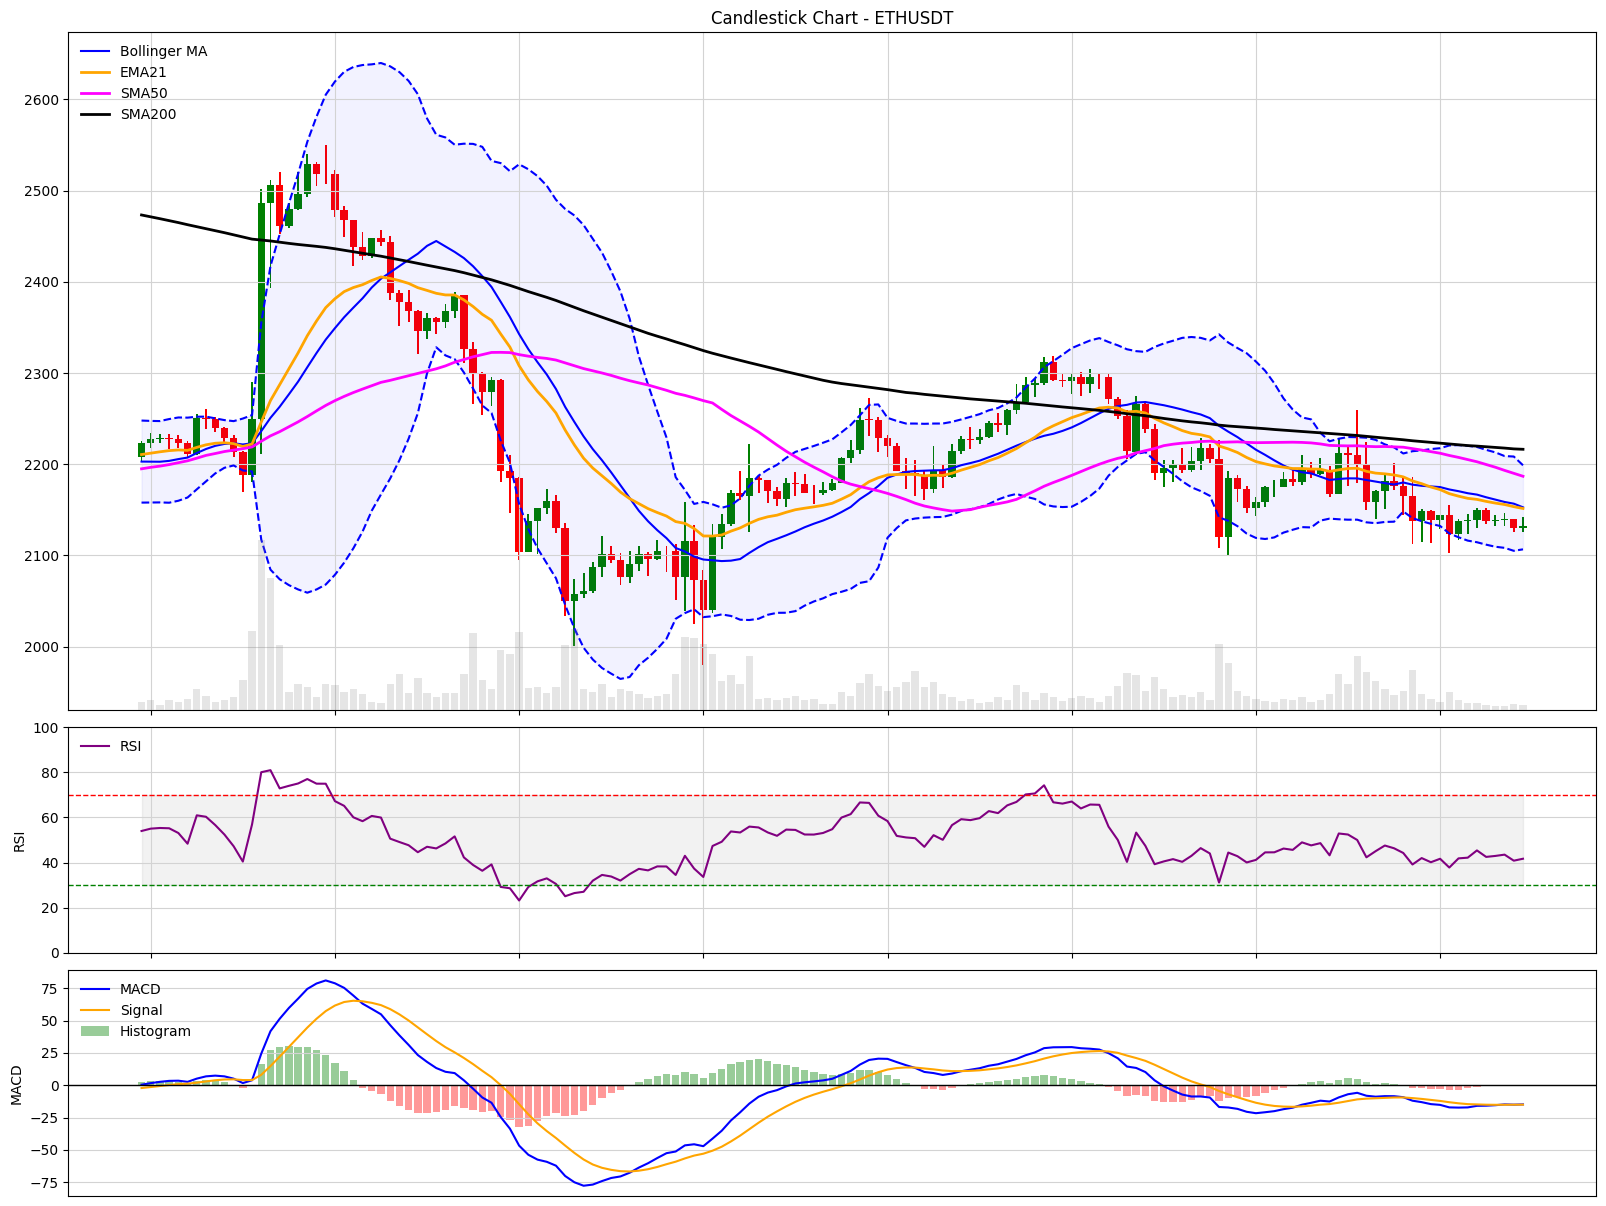 Candlestick Chart - ETHUSDT
Bollinger MA
EMA21
SMA50
SMA200
2600
2500
2400
2300
2200
2100
2000
100
80
60
40
20
0
RSI
RSI
75
50
25
0
−25
−50
−75
MACD
MACD
Signal
Histogram